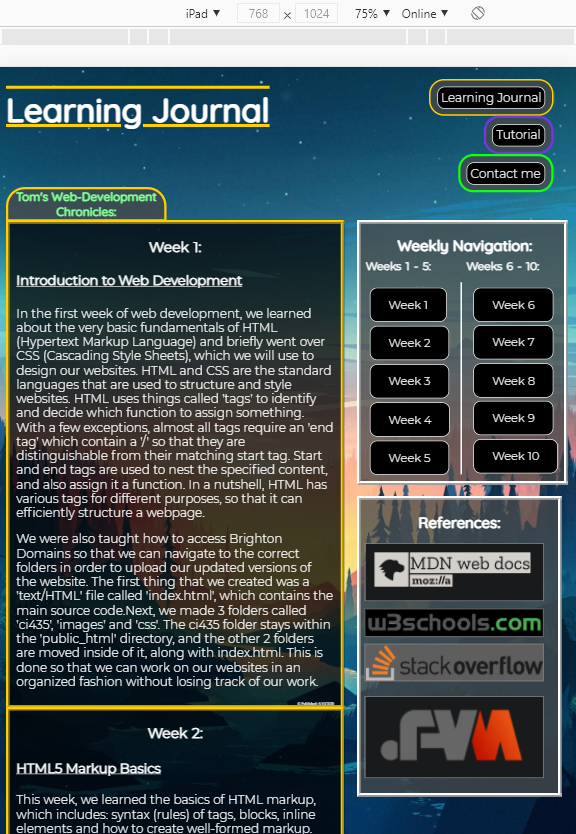 iPad ▼ 768 × 1024 75% ▼ Online ▼
Learning Journal
Learning Journal
Tutorial
Contact me
Tom's Web-Development
Chronicles:
Week 1:
Introduction to Web Development
In the first week of web development, we learned
about the very basic fundamentals of HTML
(Hypertext Markup Language) and briefly went over
CSS (Cascading Style Sheets), which we will use to
design our websites. HTML and CSS are the standard
languages that are used to structure and style
websites. HTML uses things called 'tags' to identify
and decide which function to assign something.
With a few exceptions, almost all tags require an 'end
tag' which contain a '/' so that they are
distinguishable from their matching start tag. Start
and end tags are used to nest the specified content,
and also assign it a function. In a nutshell, HTML has
various tags for different purposes, so that it can
efficiently structure a webpage.
We were also taught how to access Brighton
Domains so that we can navigate to the correct
folders in order to upload our updated versions of
the website. The first thing that we created was a
'text/HTML' file called 'index.html', which contains the
main source code.Next, we made 3 folders called
'ci435', 'images' and 'css'. The ci435 folder stays within
the 'public_html' directory, and the other 2 folders
are moved inside of it, along with index.html. This is
done so that we can work on our websites in an
organized fashion without losing track of our work.
Week 2:
HTML5 Markup Basics
This week, we learned the basics of HTML markup,
which includes: syntax (rules) of tags, blocks, inline
elements and how to create well-formed markup.
Weekly Navigation:
Weeks 1 - 5: Weeks 6 - 10:
Week 1 Week 6
Week 2 Week 7
Week 3 Week 8
Week 4 Week 9
Week 5 Week 10
References:
MDN web docs
moz://a
w3schools.com
stackoverflow